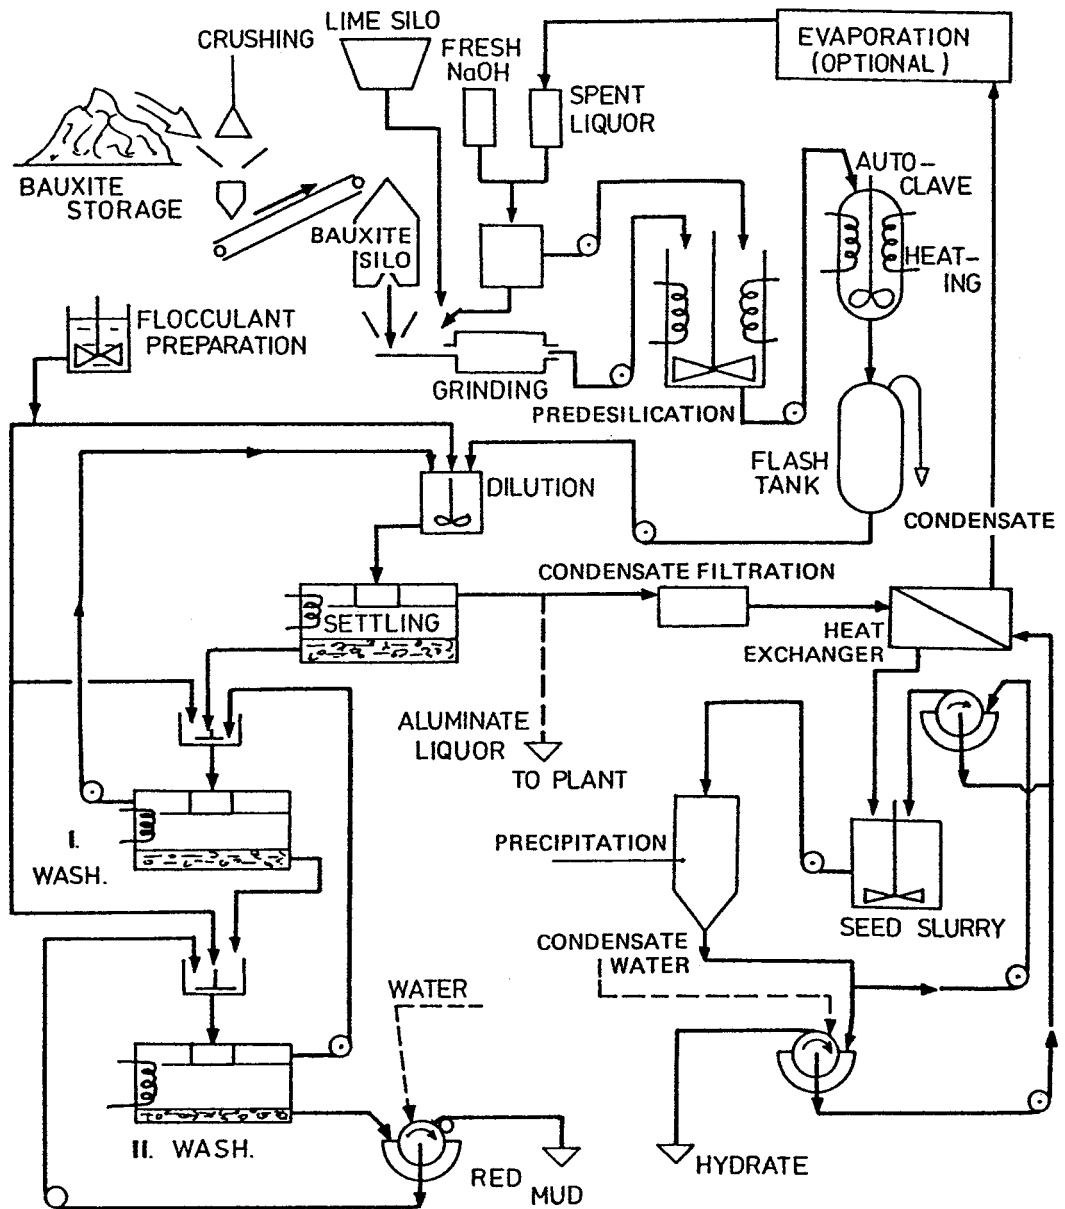 LIME SILO
CRUSHING
FRESH
NaOH
EVAPORATION
(OPTIONAL)
SPENT
LIQUOR
BAUXITE
STORAGE
AUTO-
CLAVE
BAUXITE
SILO
HEAT-
ING
FLOCCULANT
PREPARATION
GRINDING
PREDESILICATION
FLASH
TANK
DILUTION
CONDENSATE
CONDENSATE FILTRATION
SETTLING
HEAT
EXCHANGER
ALUMINATE
LIQUOR
TO PLANT
I.
WASH.
PRECIPITATION
SEED SLURRY
CONDENSATE
WATER
WATER
II. WASH.
RED
MUD
HYDRATE